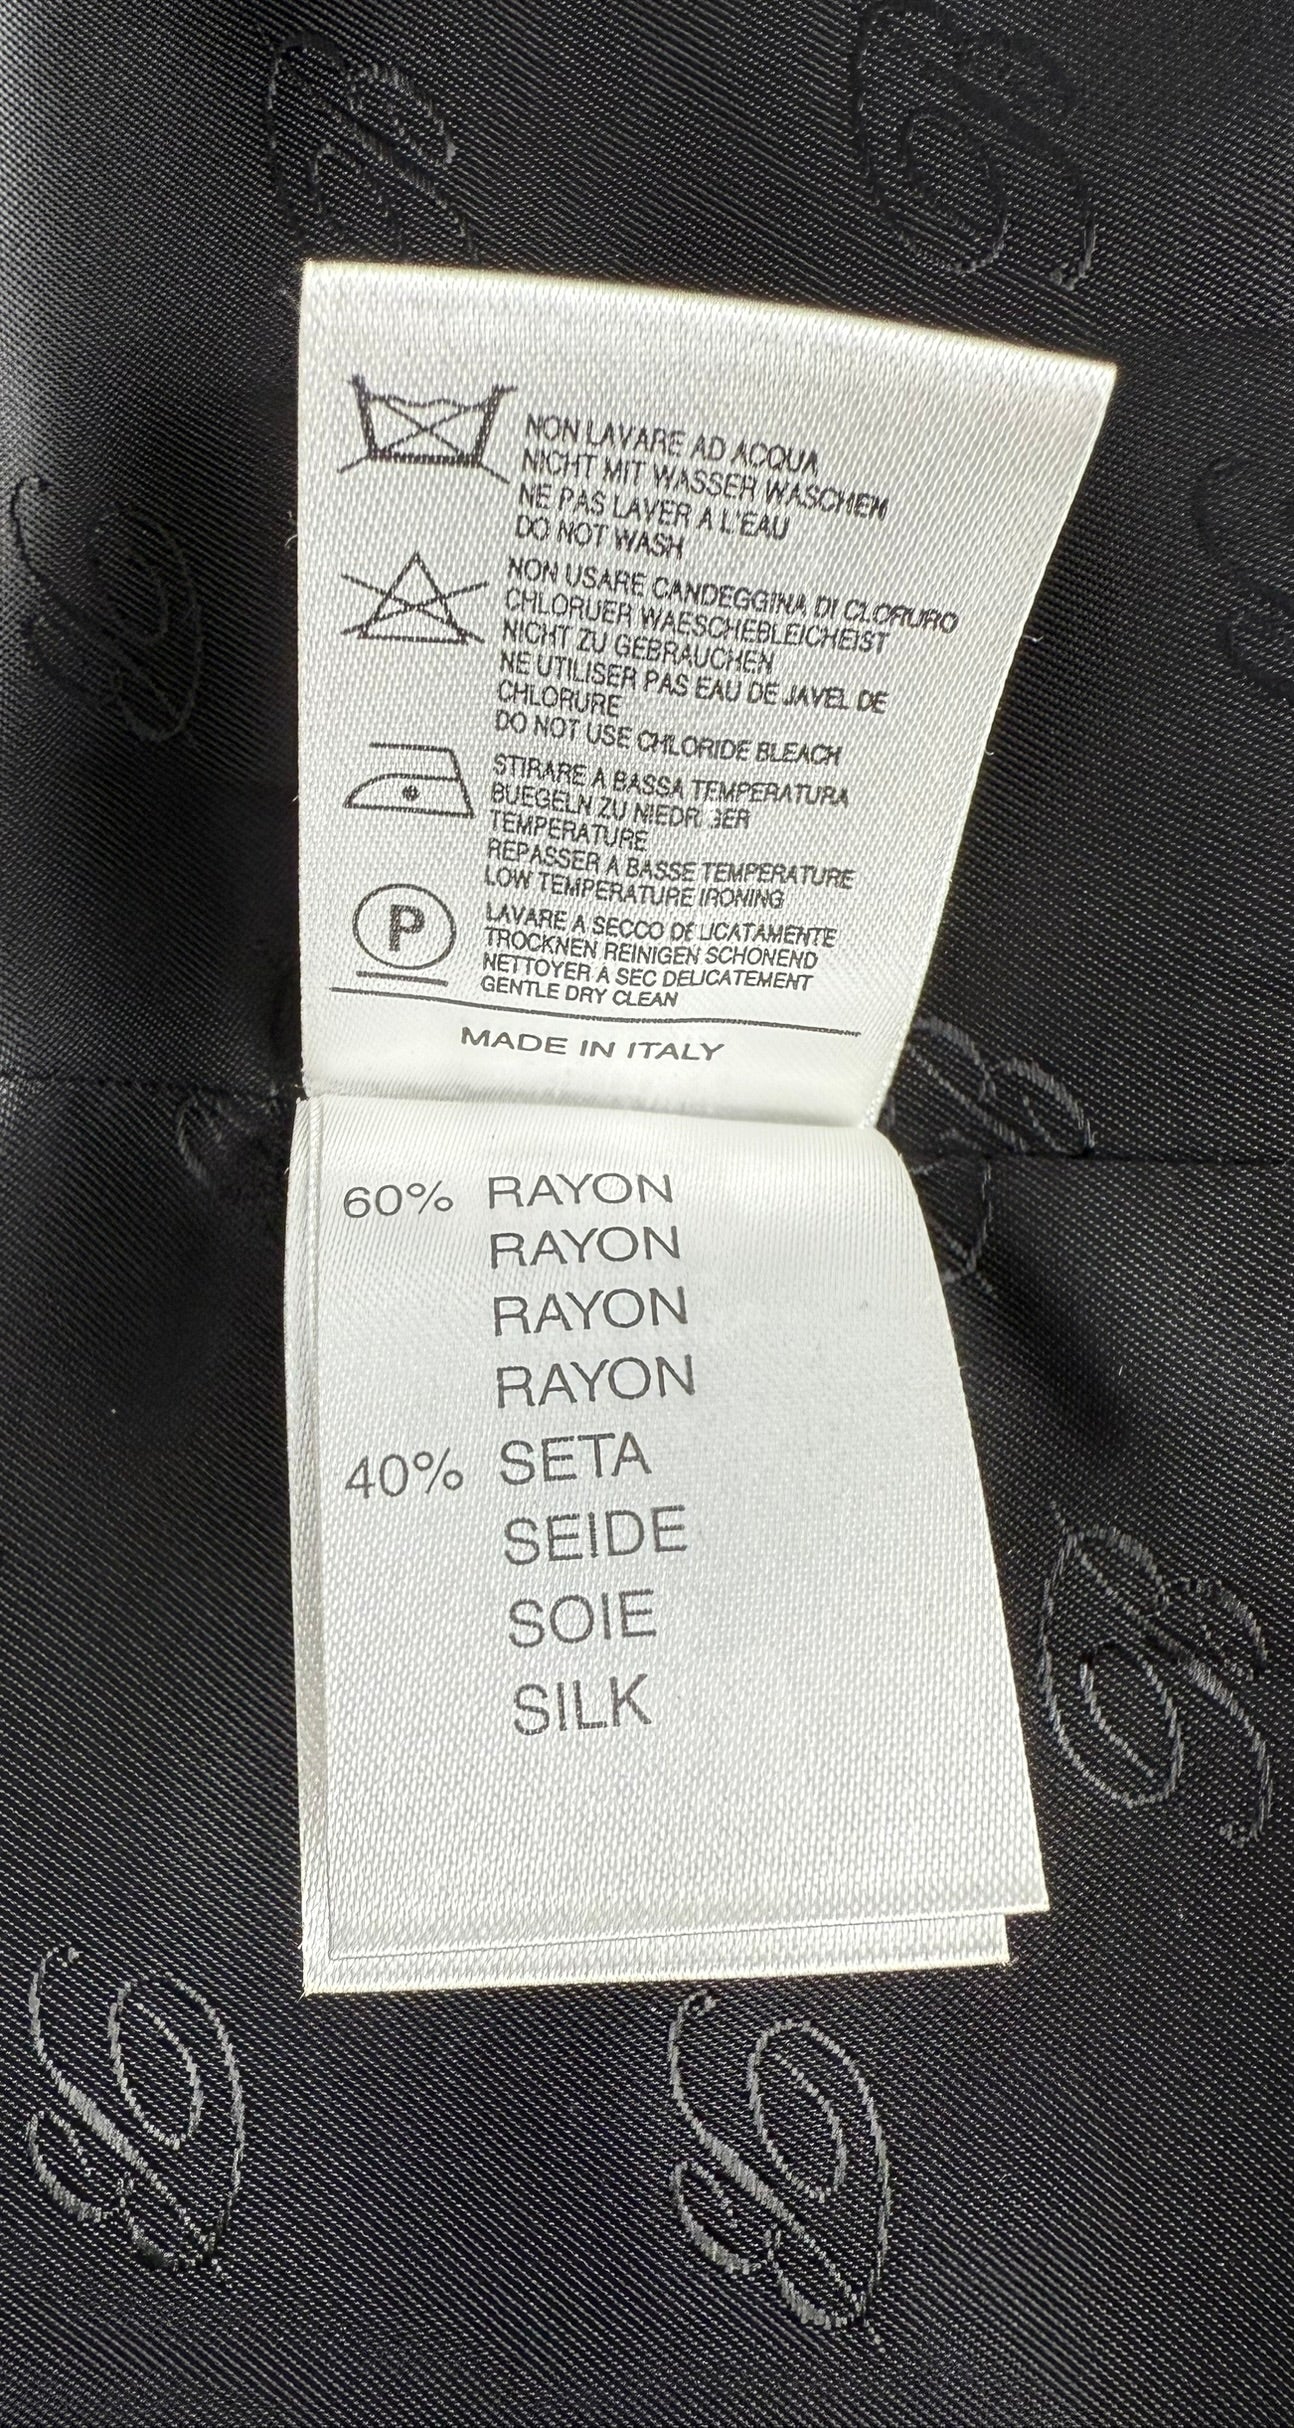 NON LAVARE AD ACQUA
NICHT MIT WASSER WASCHEN
NE PAS LAVER A L'EAU
DO NOT WASH
NON USARE CANDEGGINA DI CLORURO
CHLORUER WAESCHEBLEICHEIST
NICHT ZU GEBRAUCHEN
NE UTILISER PAS EAU DE JAVEL DE
CHLORURE
DO NOT USE CHLORIDE BLEACH
STIRARE A BASSA TEMPERATURA
BUEGELN ZU NIEDRIGER
TEMPERATURE
REPASSER A BASSE TEMPERATURE
LOW TEMPERATURE IRONING
P
LAVARE A SECCO DELICATAMENTE
TROCKNEN REINIGEN SCHONEND
NETTOYER A SEC DELICATEMENT
GENTLE DRY CLEAN
MADE IN ITALY
60% RAYON
RAYON
RAYON
RAYON
40% SETA
SEIDE
SOIE
SILK